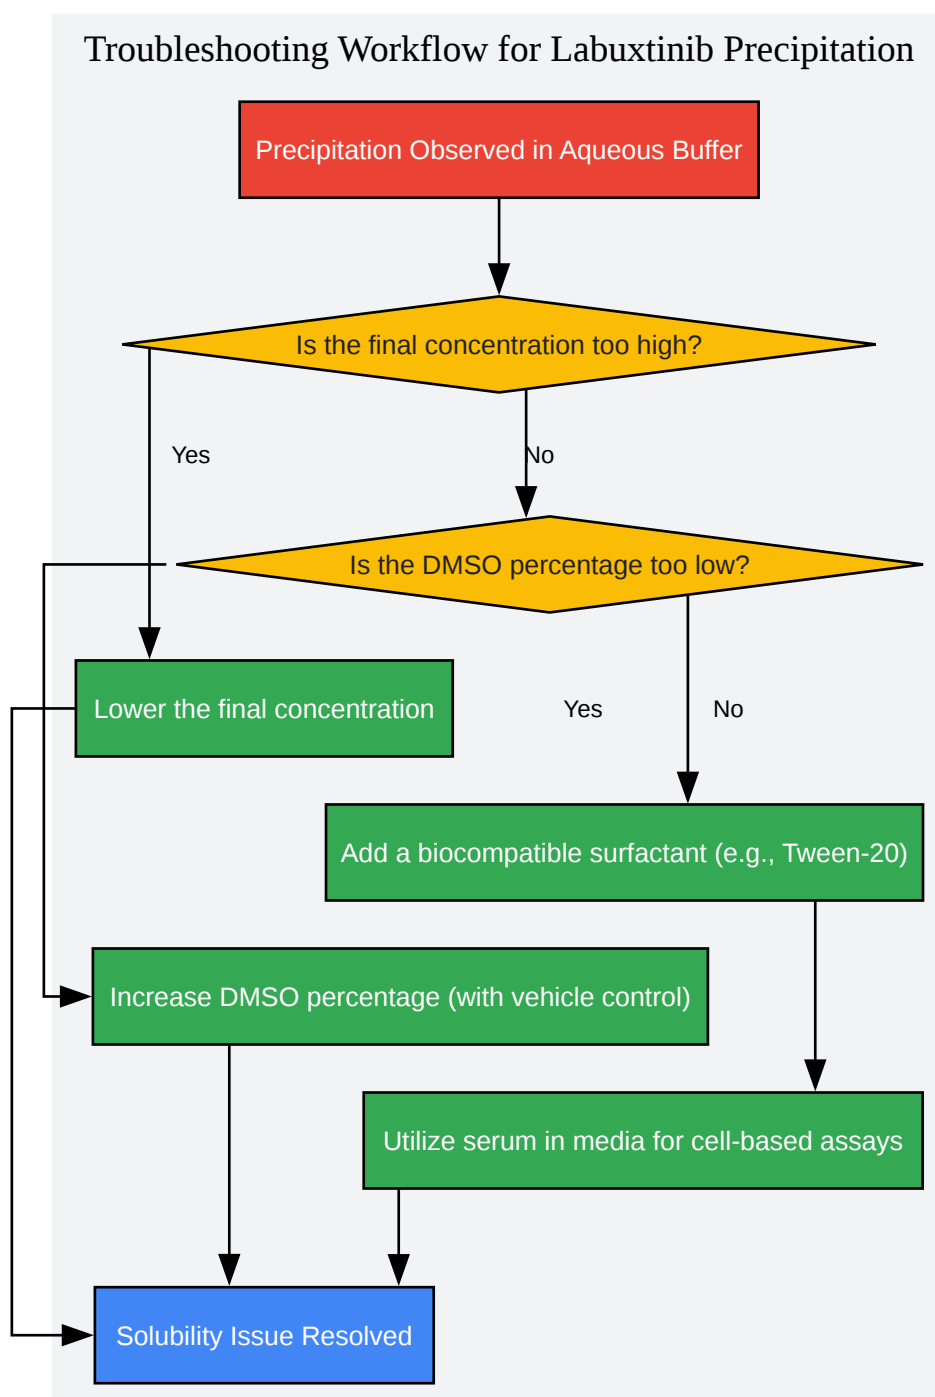 Troubleshooting Workflow for Labuxtinib Precipitation
Precipitation Observed in Aqueous Buffer
Is the final concentration too high?
Yes
No
Is the DMSO percentage too low?
Lower the final concentration
Yes
No
Add a biocompatible surfactant (e.g., Tween-20)
Increase DMSO percentage (with vehicle control)
Utilize serum in media for cell-based assays
Solubility Issue Resolved